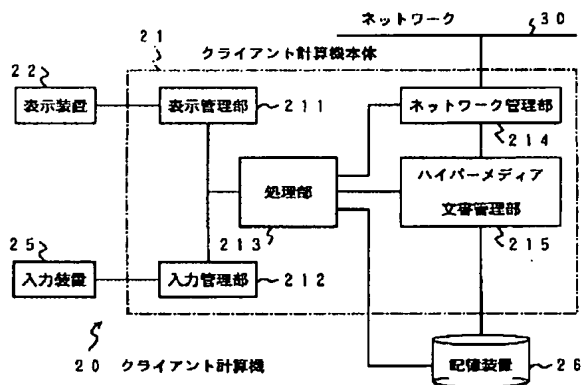 ネットワーク
30
21
クライアント計算機本体
22
表示装置
表示管理部
211
ネットワーク管理部
214
処理部
213
ハイパーメディア
文書管理部
215
25
入力装置
入力管理部
212
20 クライアント計算機
記憶装置
26